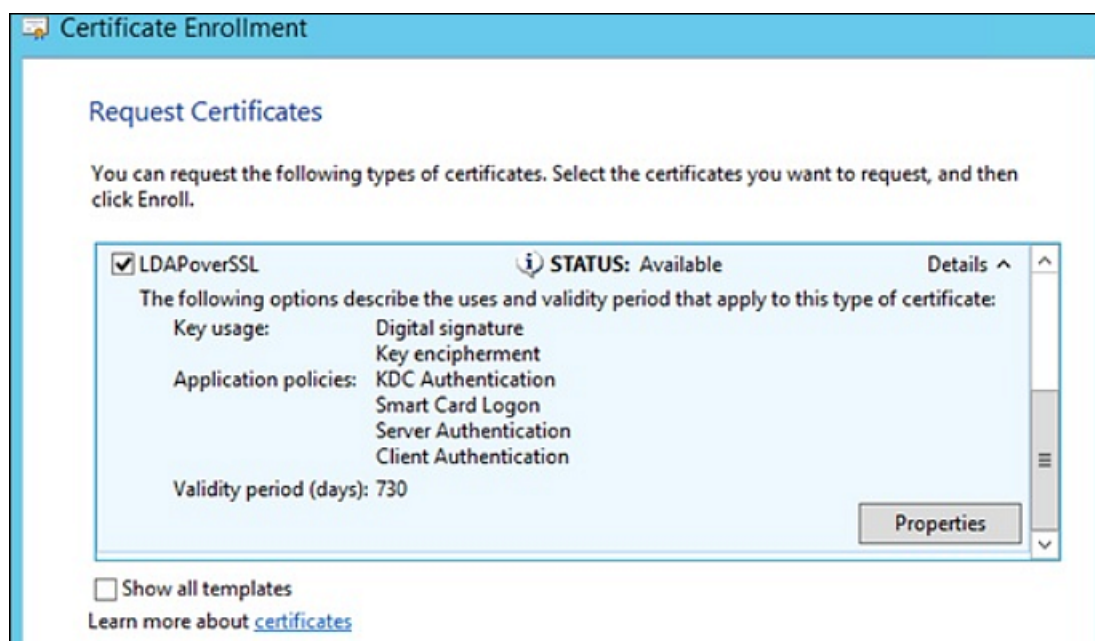 Certificate Enrollment
Request Certificates
You can request the following types of certificates. Select the certificates you want to request, and then
click Enroll.
LDAPoverSSL STATUS: Available Details
The following options describe the uses and validity period that apply to this type of certificate:
Key usage: Digital signature
Key encipherment
Application policies: KDC Authentication
Smart Card Logon
Server Authentication
Client Authentication
Validity period (days): 730
Properties
Show all templates
Learn more about certificates